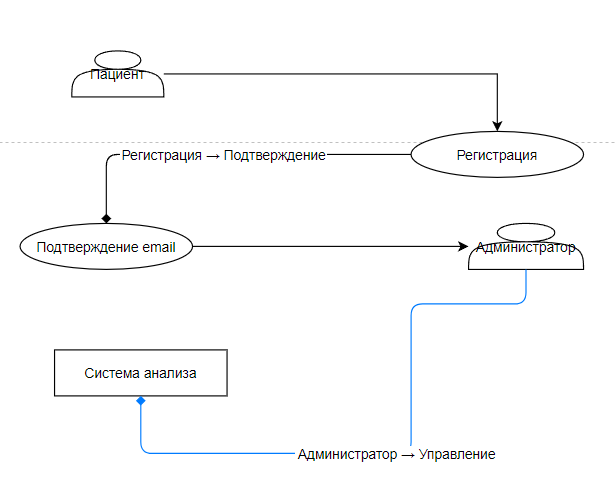 Пациент
Регистрация
Регистрация → Подтверждение
Подтверждение email
Администратор
Система анализа
Администратор → Управление